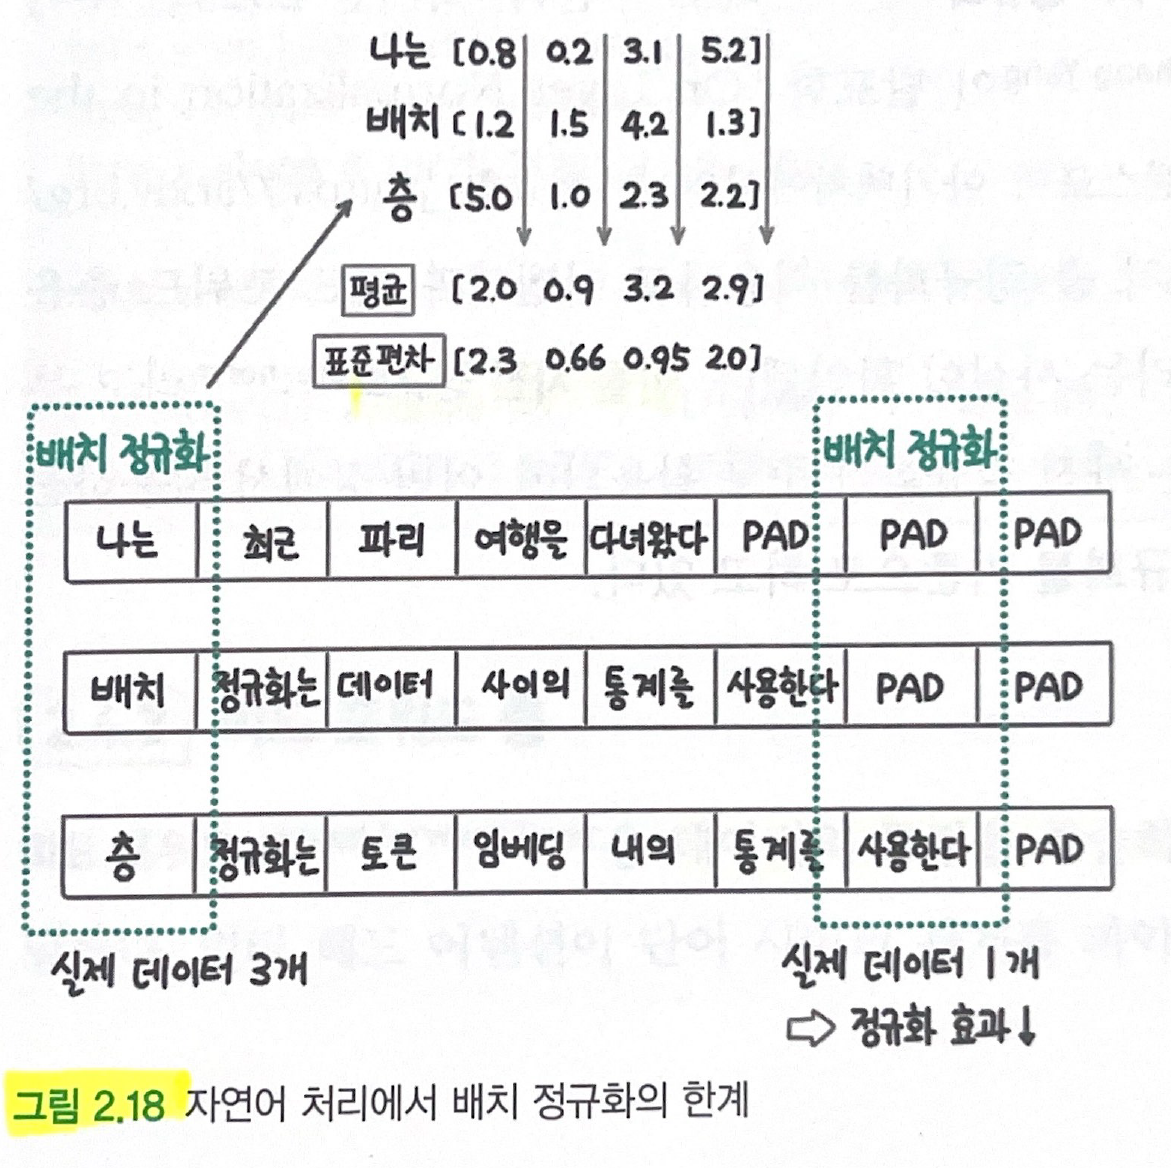 나는 [0.8 0.2 3.1 5.2]
배치 [1.2 1.5 4.2 1.3]
층 [5.0 1.0 2.3 2.2]
평균 [2.0 0.9 3.2 2.9]
표준편차 [2.3 0.66 0.95 2.0]
배치 정규화 배치 정규화
나는 최근 파리 여행을 다녀왔다 PAD PAD PAD
배치 정규화는 데이터 사이의 통계를 사용한다 PAD PAD
층 정규화는 토큰 임베딩 내의 통계를 사용한다 PAD
실제 데이터 3개 실제 데이터 1개
⇨ 정규화 효과↓
그림 2.18 자연어 처리에서 배치 정규화의 한계